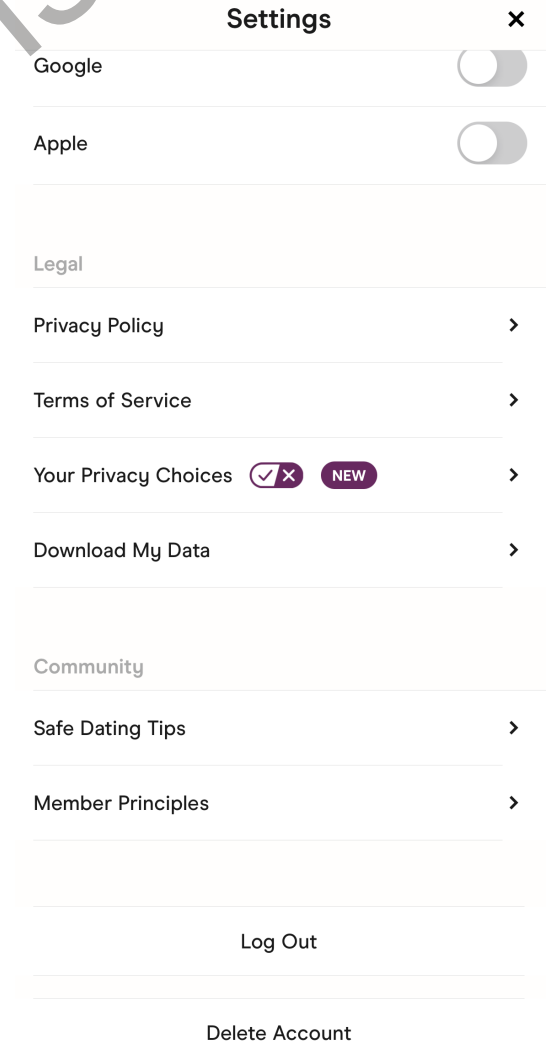 Settings
Google
Apple
Legal
Privacy Policy
Terms of Service
Your Privacy Choices NEW
Download My Data
Community
Safe Dating Tips
Member Principles
Log Out
Delete Account